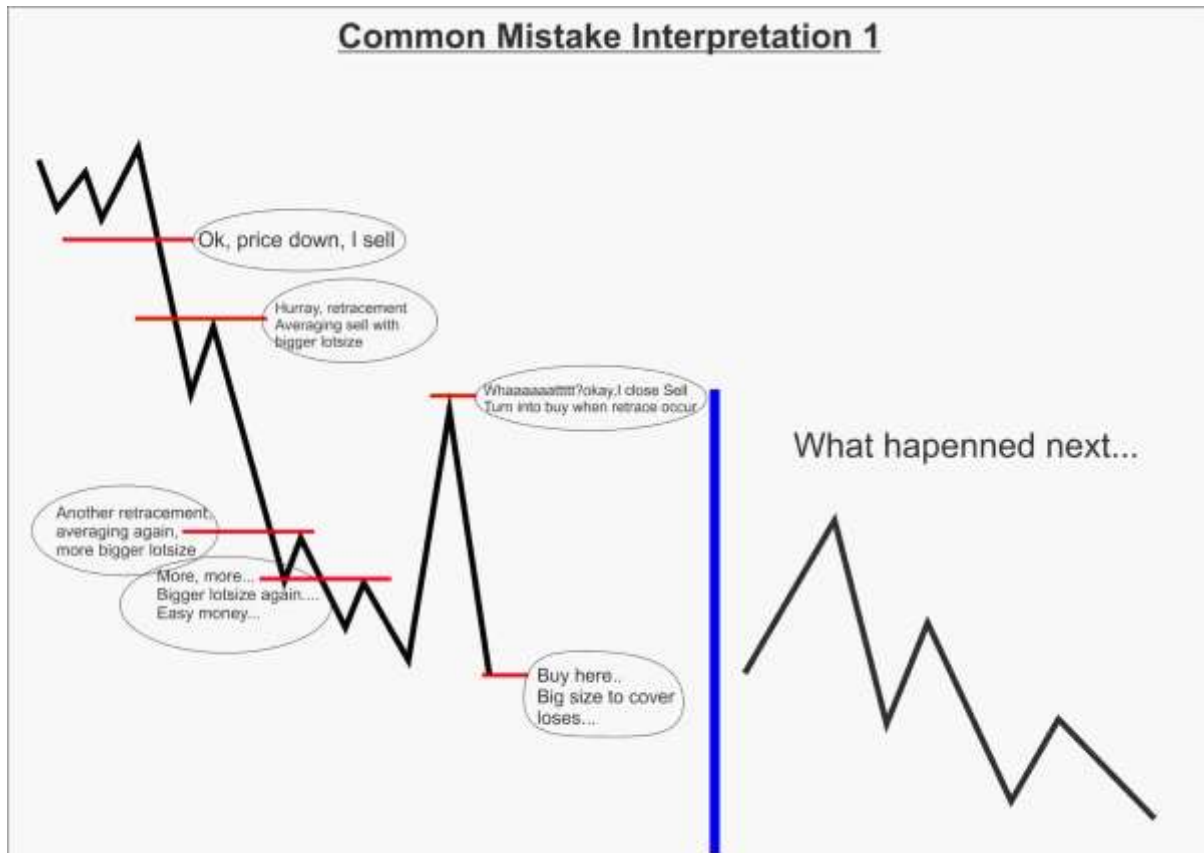 Common Mistake Interpretation 1
Ok, price down, I sell
Hurray, retracement
Averaging sell with
bigger lotsize
Whaaaaaattttt?okay,I close Sell
Turn into buy when retrace occur
What hapenned next...
Another retracement,
averaging again,
more bigger lotsize
More, more...
Bigger lotsize again....
Easy money...
Buy here..
Big size to cover
loses...